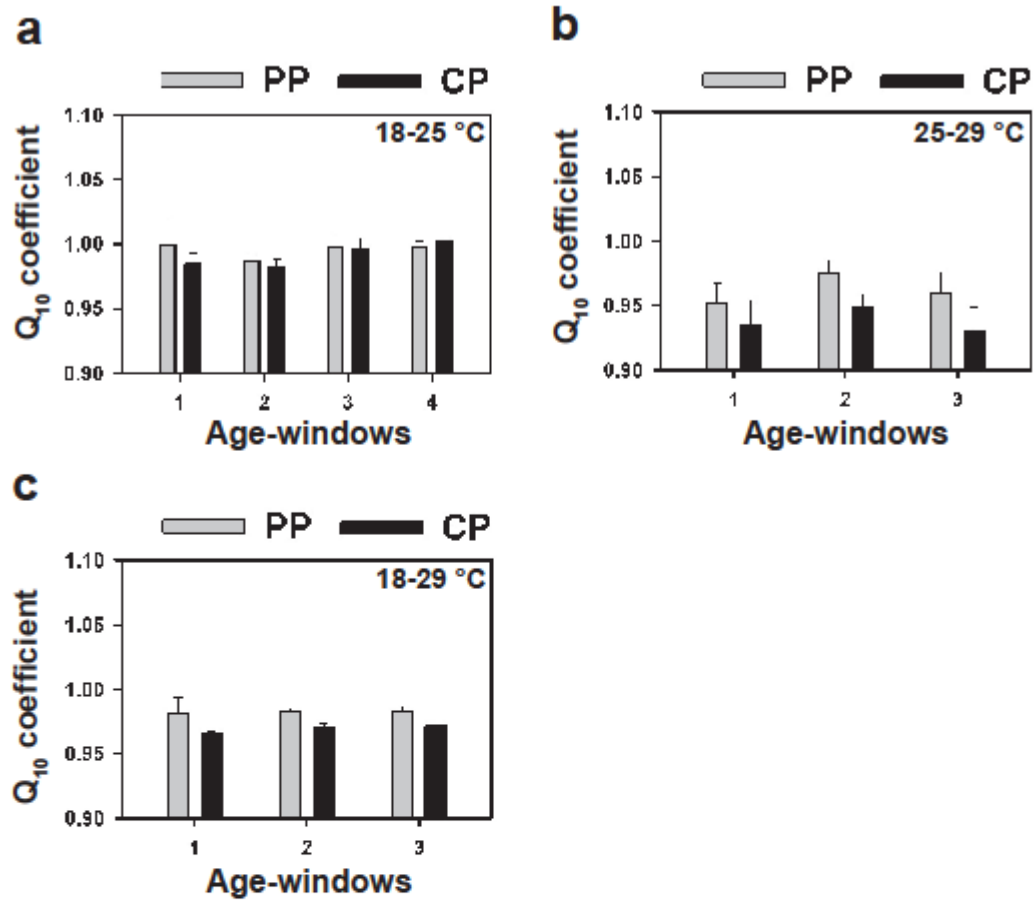 a
PP CP
18-25 °C
Q10 coefficient
1.10
1.05
1.00
0.95
0.90
1 2 3 4
Age-windows
b
PP CP
25-29 °C
Q10 coefficient
1.10
1.05
1.00
0.95
0.90
1 2 3
Age-windows
c
PP CP
18-29 °C
Q10 coefficient
1.10
1.05
1.00
0.95
0.90
1 2 3
Age-windows